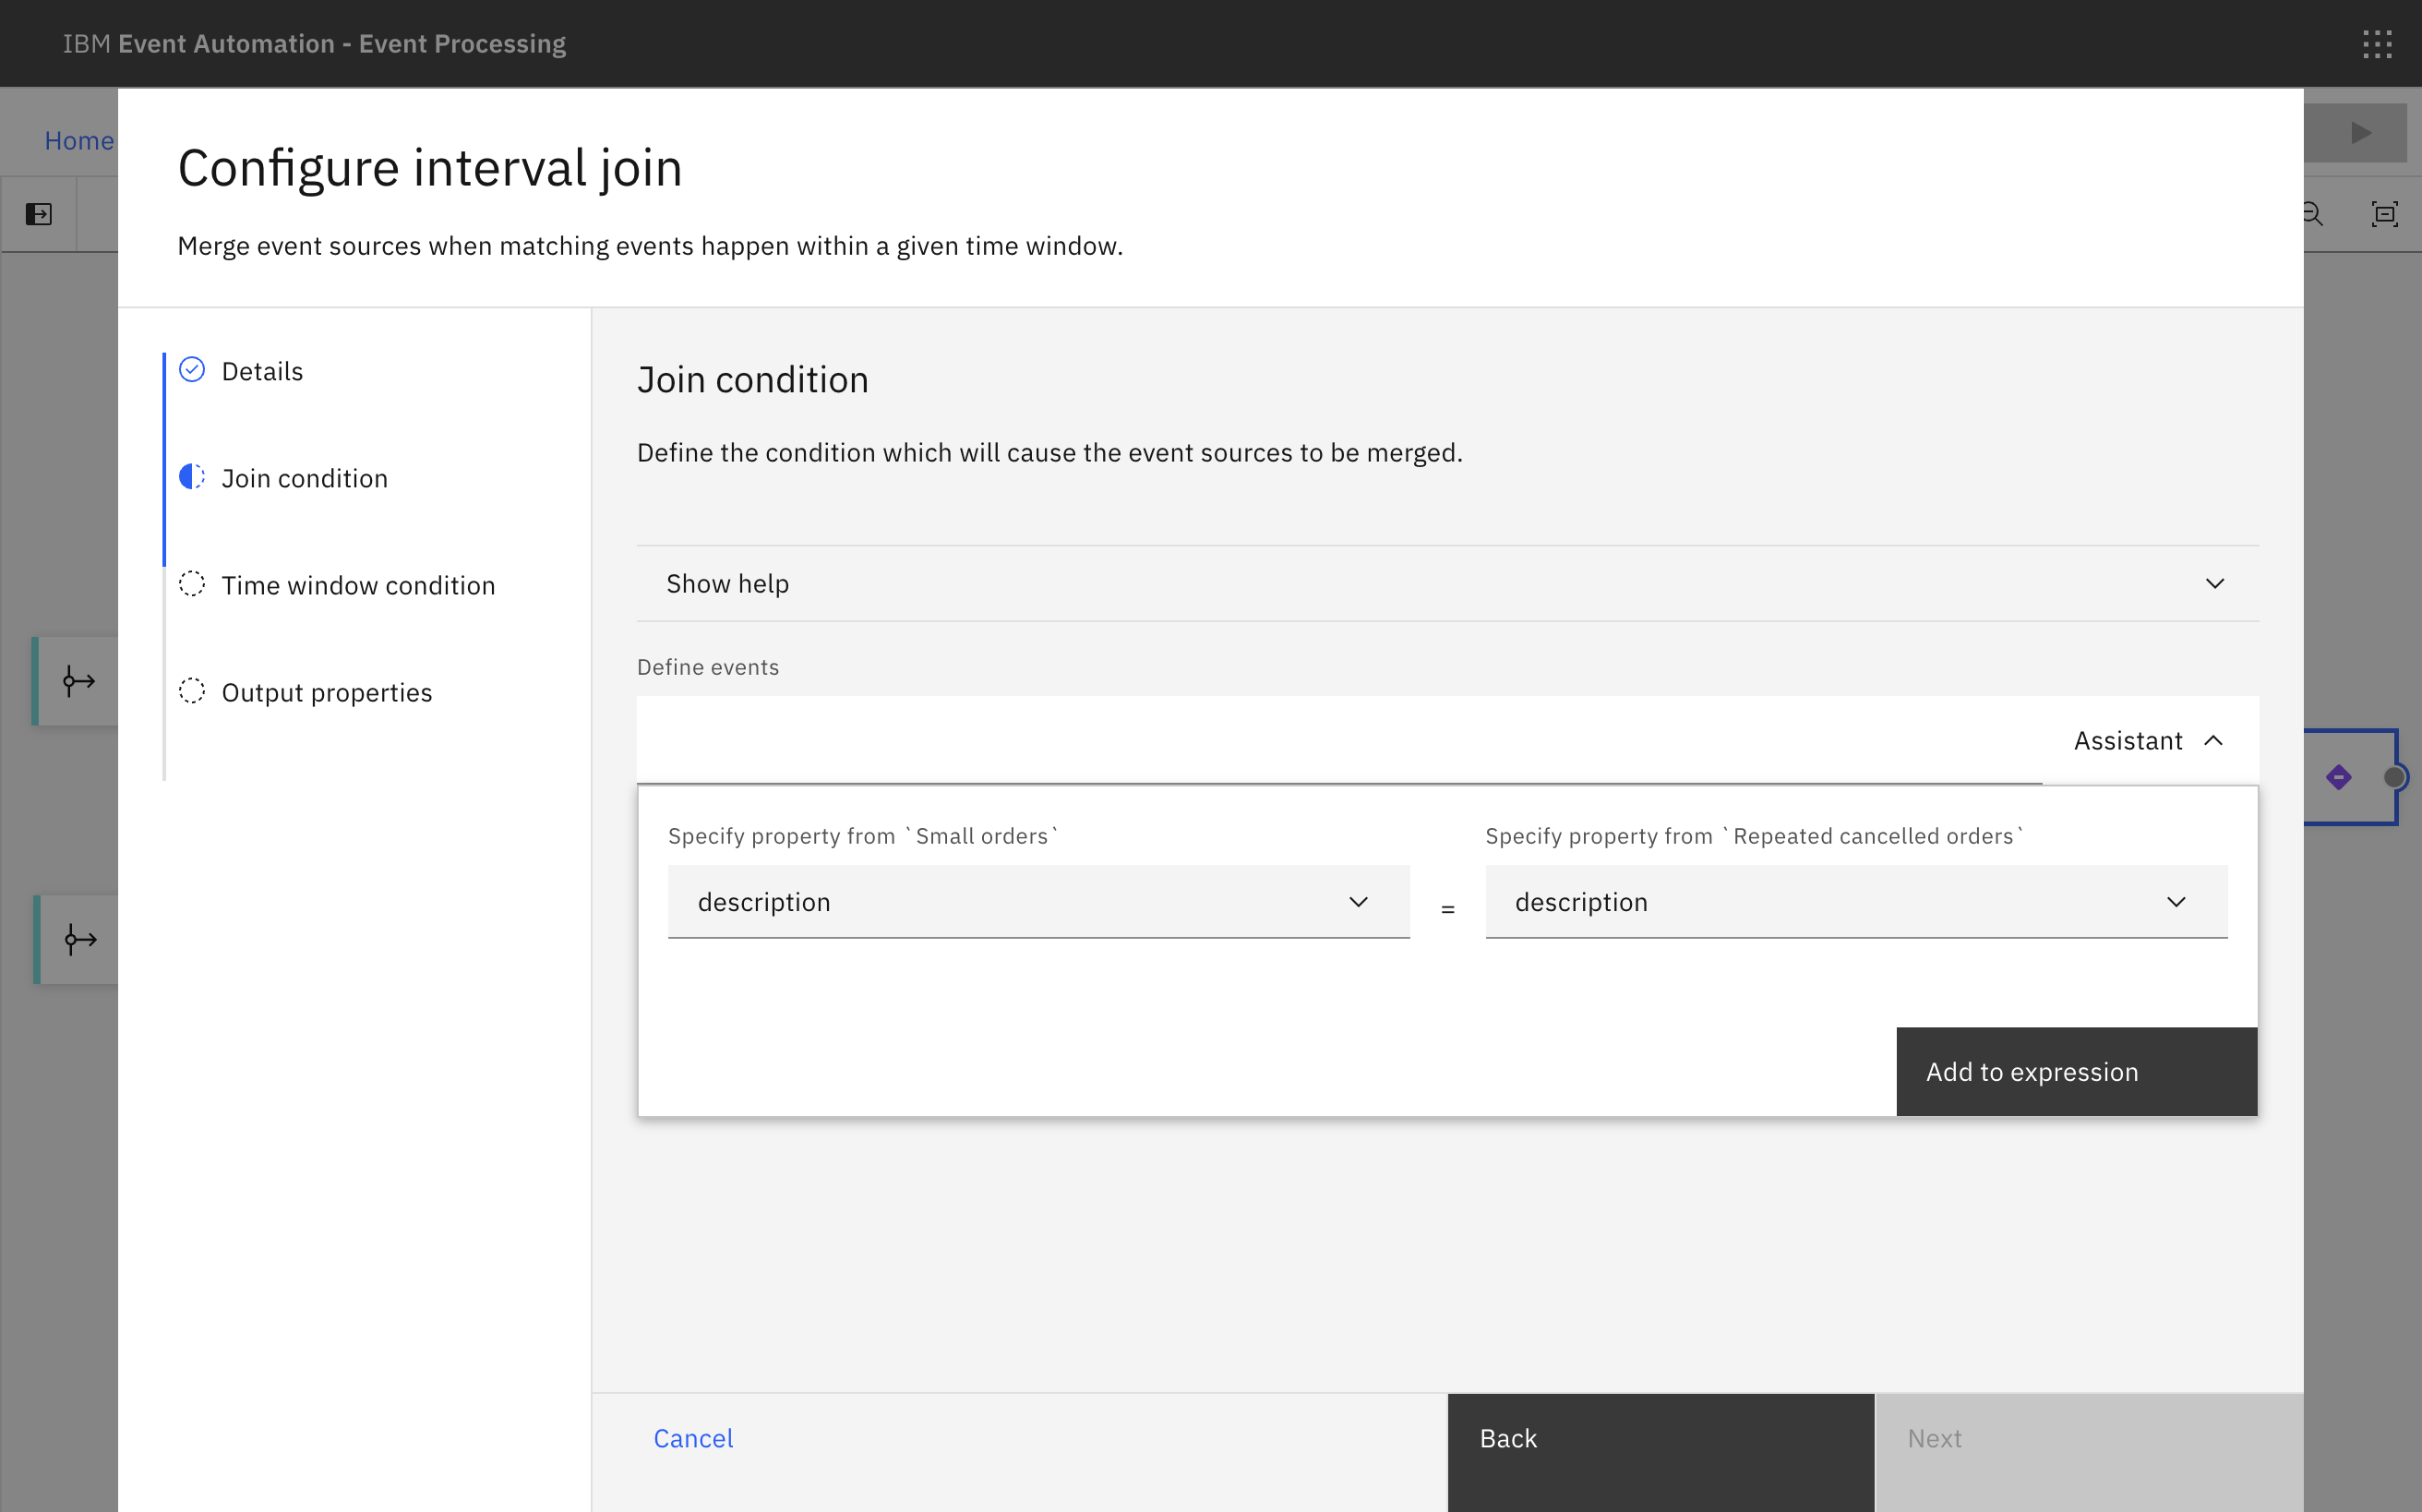 IBM Event Automation - Event Processing
Home
Configure interval join
Merge event sources when matching events happen within a given time window.
Details
Join condition
Time window condition
Output properties
Join condition
Define the condition which will cause the event sources to be merged.
Show help
Define events
Assistant
Specify property from `Small orders`
Specify property from `Repeated cancelled orders`
description
=
description
Add to expression
Cancel
Back
Next